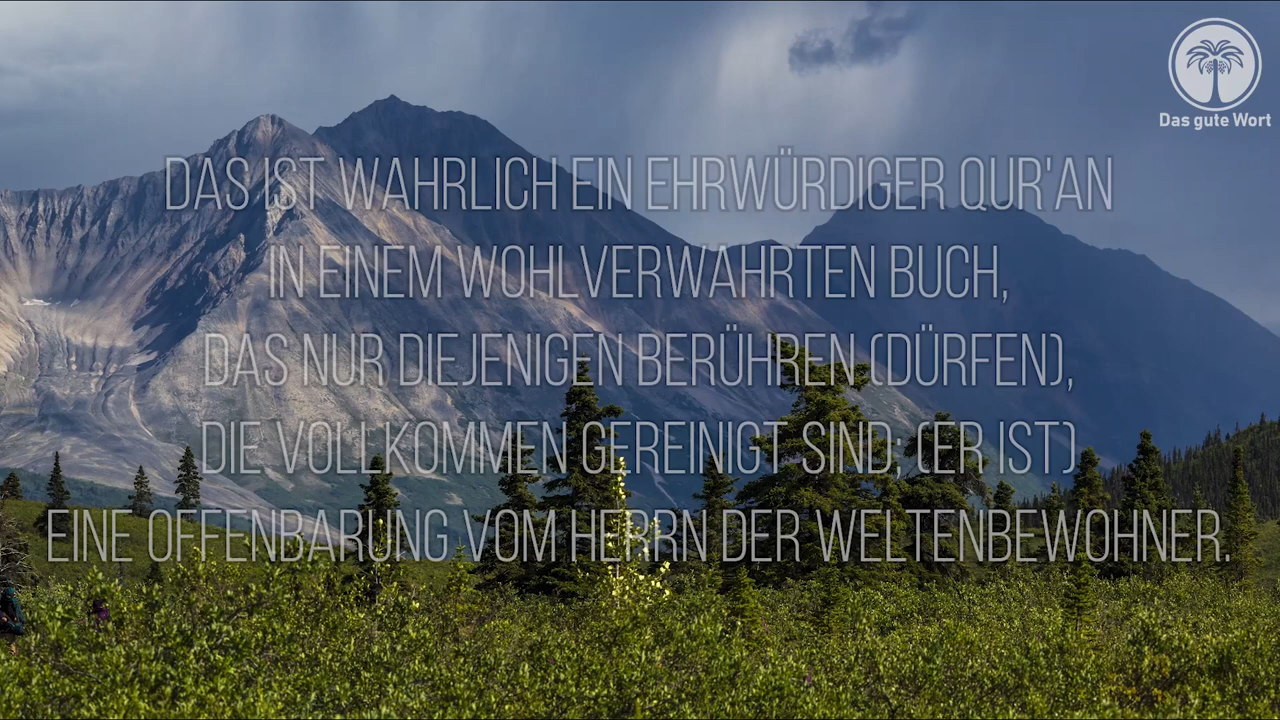 Das gute Wort
DAS IST WAHRLICH EIN EHRWÜRDIGER QUR'AN
IN EINEM WOHLVERWAHRTEN BUCH,
DAS NUR DIEJENIGEN BERÜHREN (DÜRFEN),
DIE VOLLKOMMEN GEREINIGT SIND; (ER IST)
EINE OFFENBARUNG VOM HERRN DER WELTENBEWOHNER.